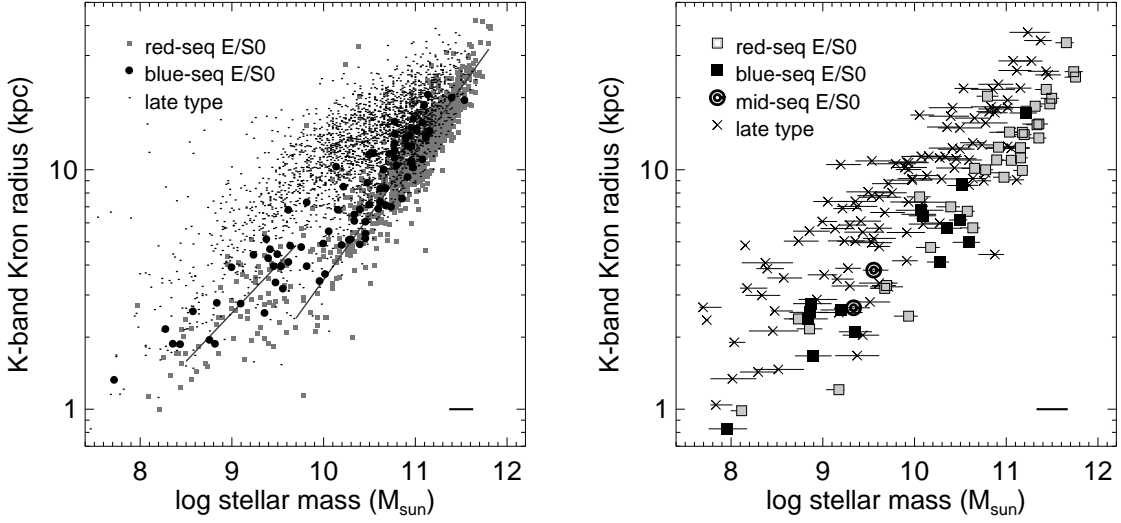 red-seq E/S0
blue-seq E/S0
late type
K-band Kron radius (kpc)
10
1
8 9 10 11 12
log stellar mass (M_sun)
red-seq E/S0
blue-seq E/S0
mid-seq E/S0
late type
K-band Kron radius (kpc)
10
1
8 9 10 11 12
log stellar mass (M_sun)